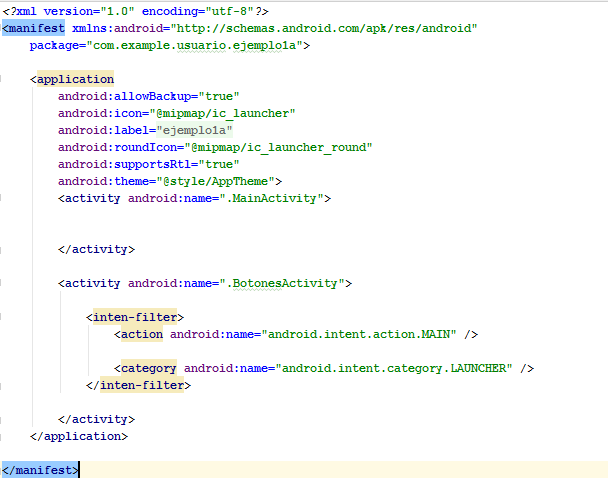 <?xml version="1.0" encoding="utf-8"?>
<manifest xmlns:android="http://schemas.android.com/apk/res/android"
    package="com.example.usuario.ejemplo1a">
    <application
        android:allowBackup="true"
        android:icon="@mipmap/ic_launcher"
        android:label="ejemplo1a"
        android:roundIcon="@mipmap/ic_launcher_round"
        android:supportsRtl="true"
        android:theme="@style/AppTheme">
        <activity android:name=".MainActivity">
        </activity>
        <activity android:name=".BotonesActivity">
            <inten-filter>
                <action android:name="android.intent.action.MAIN" />
                <category android:name="android.intent.category.LAUNCHER" />
            </inten-filter>
        </activity>
    </application>
</manifest>